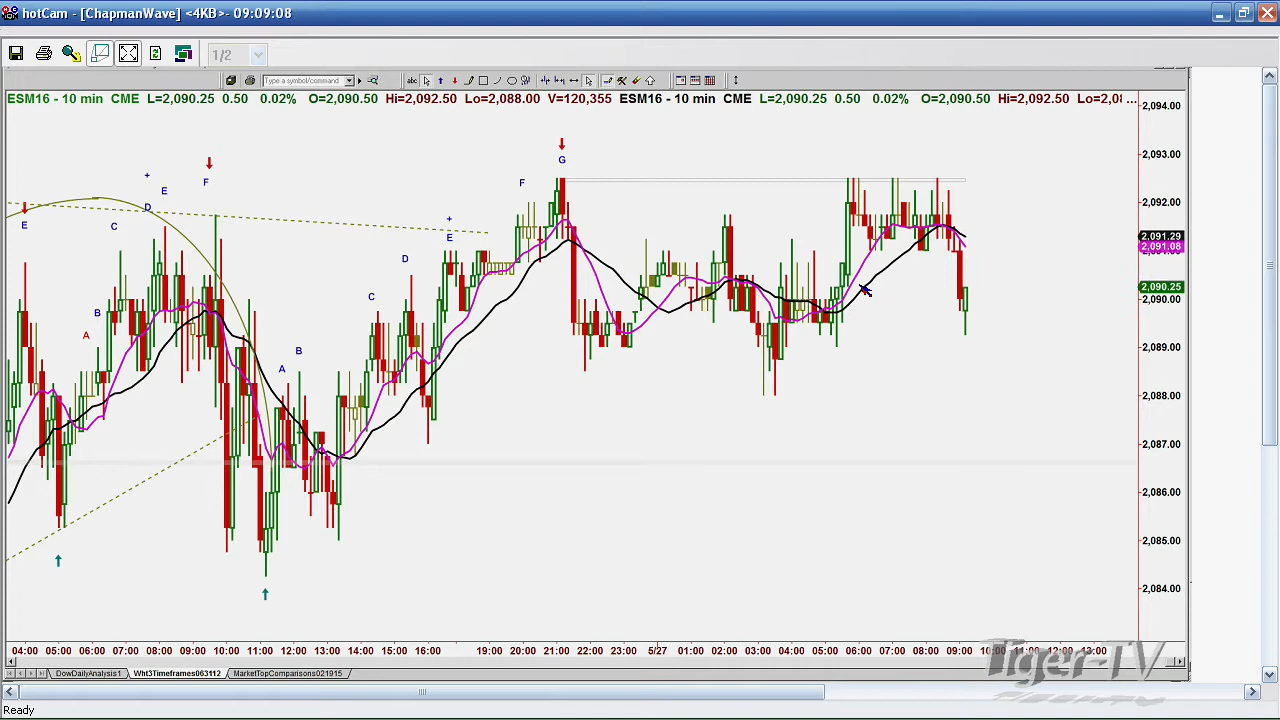 hotCam - [ChapmanWave] <4KB>- 09:09:08
1/2
Type a symbol/command
abc
ESM16 - 10 min CME L=2,090.25 0.50 0.02% O=2,090.50 Hi=2,092.50 Lo=2,088.00 V=120,355 ESM16 - 10 min CME L=2,090.25 0.50 0.02% O=2,090.50 Hi=2,092.50 Lo=2,08 ...
2,094.00
2,093.00
2,092.00
2,091.29
2,091.08
2,090.25
2,090.00
2,089.00
2,088.00
2,087.00
2,086.00
2,085.00
2,084.00
G
+
F
F
E
D
E
C
+
E
D
C
B
A
B
A
04:00 05:00 06:00 07:00 08:00 09:00 10:00 11:00 12:00 13:00 14:00 15:00 16:00 19:00 20:00 21:00 22:00 23:00 5/27 01:00 02:00 03:00 04:00 05:00 06:00 07:00 08:00 09:00 10:00 11:00 12:00 13:00
Tiger-TV
DowDailyAnalysis1 Wht3Timeframes063112 MarketTopComparisons021915
Ready